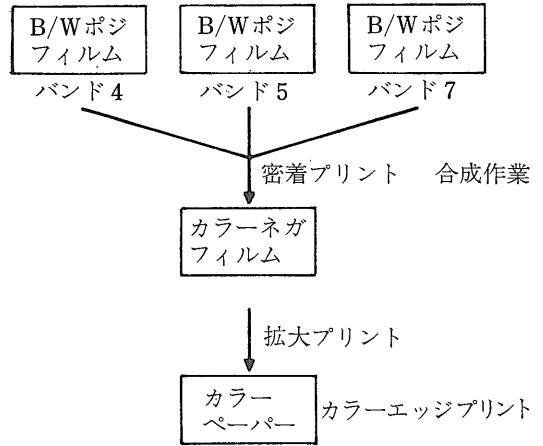 B/Wポジ
フィルム
B/Wポジ
フィルム
B/Wポジ
フィルム
バンド4
バンド5
バンド7
密着プリント 合成作業
カラーネガ
フィルム
拡大プリント
カラー
ペーパー
カラーエッジプリント